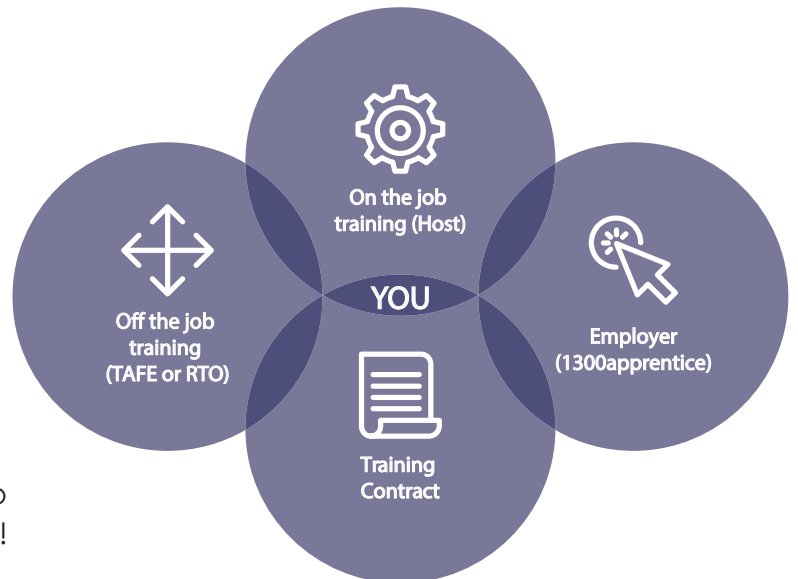 On the job
training (Host)
Off the job
training
(TAFE or RTO)
YOU
Employer
(1300apprentice)
Training
Contract
!